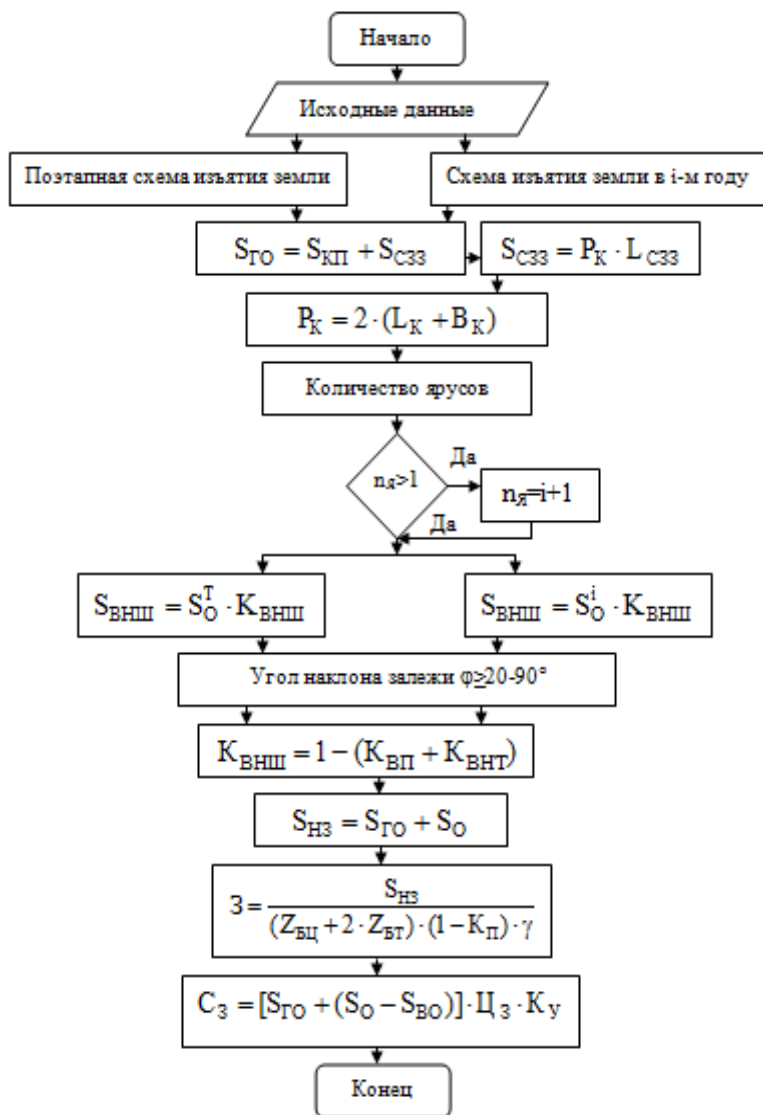 Начало
Исходные данные
Поэтапная схема изъятия земли
Схема изъятия земли в i-м году
S_ГО = S_КП + S_СЗЗ
S_СЗЗ = P_К · L_СЗЗ
P_К = 2 · (L_К + B_К)
Количество ярусов
n_Я>1
Да
n_Я=i+1
Да
S_ВНШ = S_О^T · K_ВНШ
S_ВНШ = S_О^i · K_ВНШ
Угол наклона залежи φ≥20-90°
K_ВНШ = 1 − (K_ВП + K_ВНТ)
S_НЗ = S_ГО + S_О
З = S_НЗ / (Z_БЦ + 2 · Z_БТ) · (1 − K_П) · γ
C_З = [S_ГО + (S_О − S_ВО)] · Ц_З · K_У
Конец